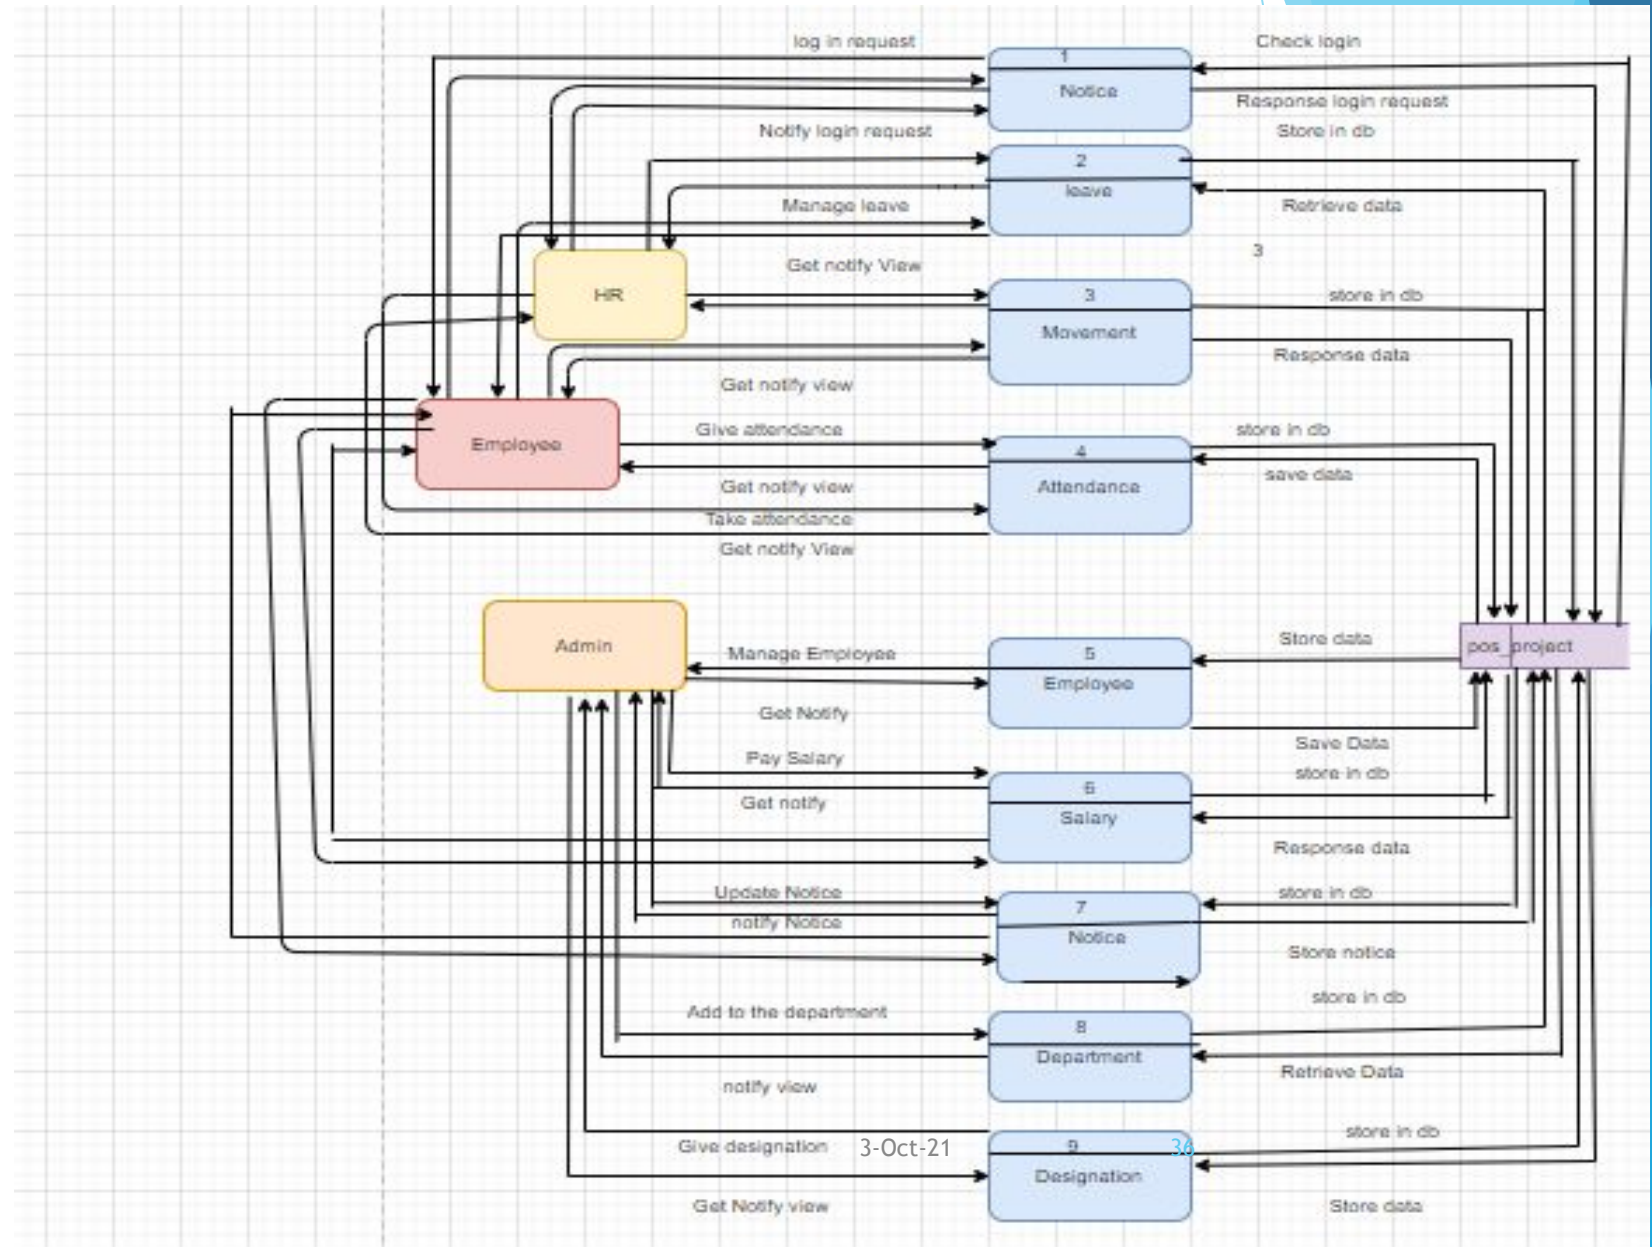 log in request
Check login
1
Notice
Response login request
Notify login request
Store in db
2
leave
Manage leave
Retrieve data
3
Get notify View
HR
3
store in db
Movement
Response data
Get notify view
Give attendance
store in db
Employee
4
save data
Get notify view
Attendance
Take attendance
Get notify View
Admin
Store data
pos_project
Manage Employee
5
Employee
Get Notify
Save Data
Pay Salary
store in db
6
Get notify
Salary
Response data
Update Notice
store in db
7
notify Notice
Notice
Store notice
store in db
Add to the department
8
Department
Retrieve Data
notify view
store in db
Give designation
3-Oct-21
9
36
Designation
Get Notify view
Store data